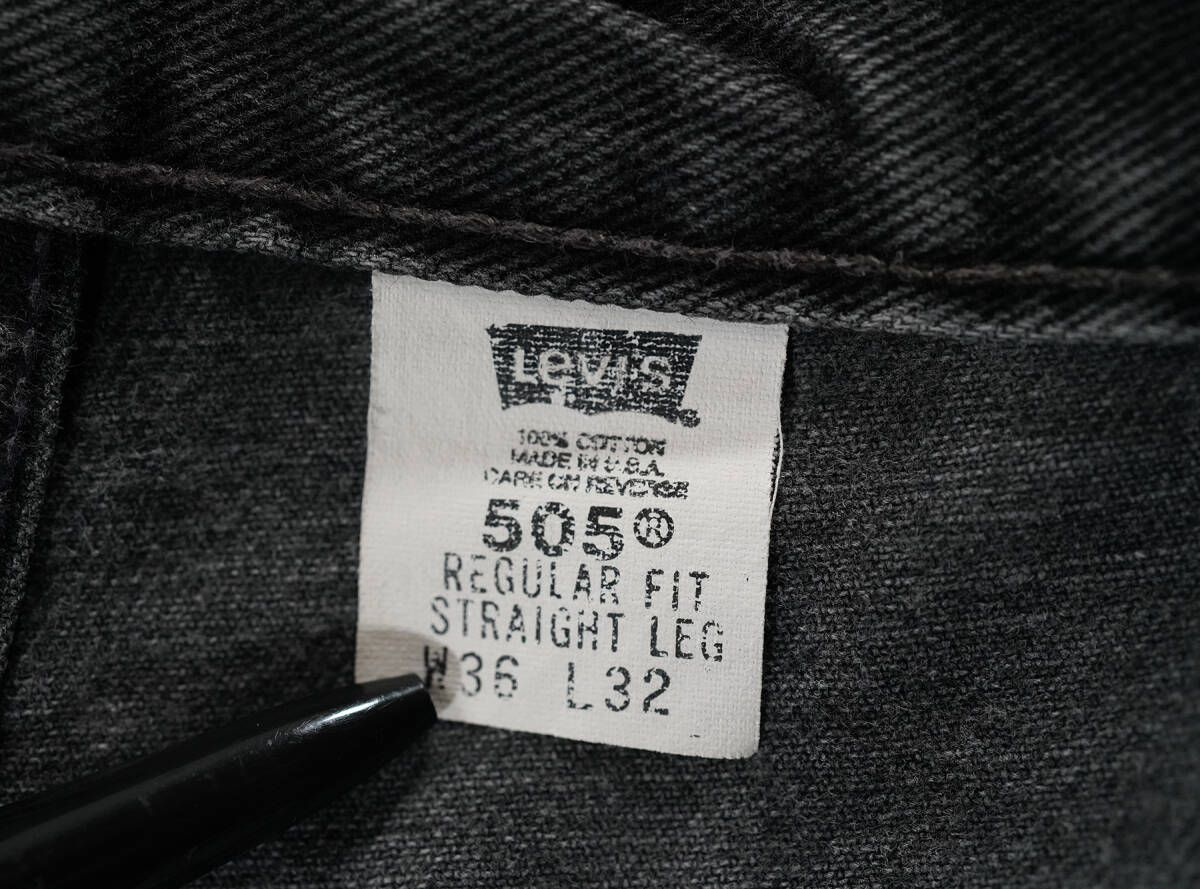 Levi's
100% COTTON
MADE IN U.S.A.
CARE ON REVERSE
505®
REGULAR FIT
STRAIGHT LEG
W36 L32